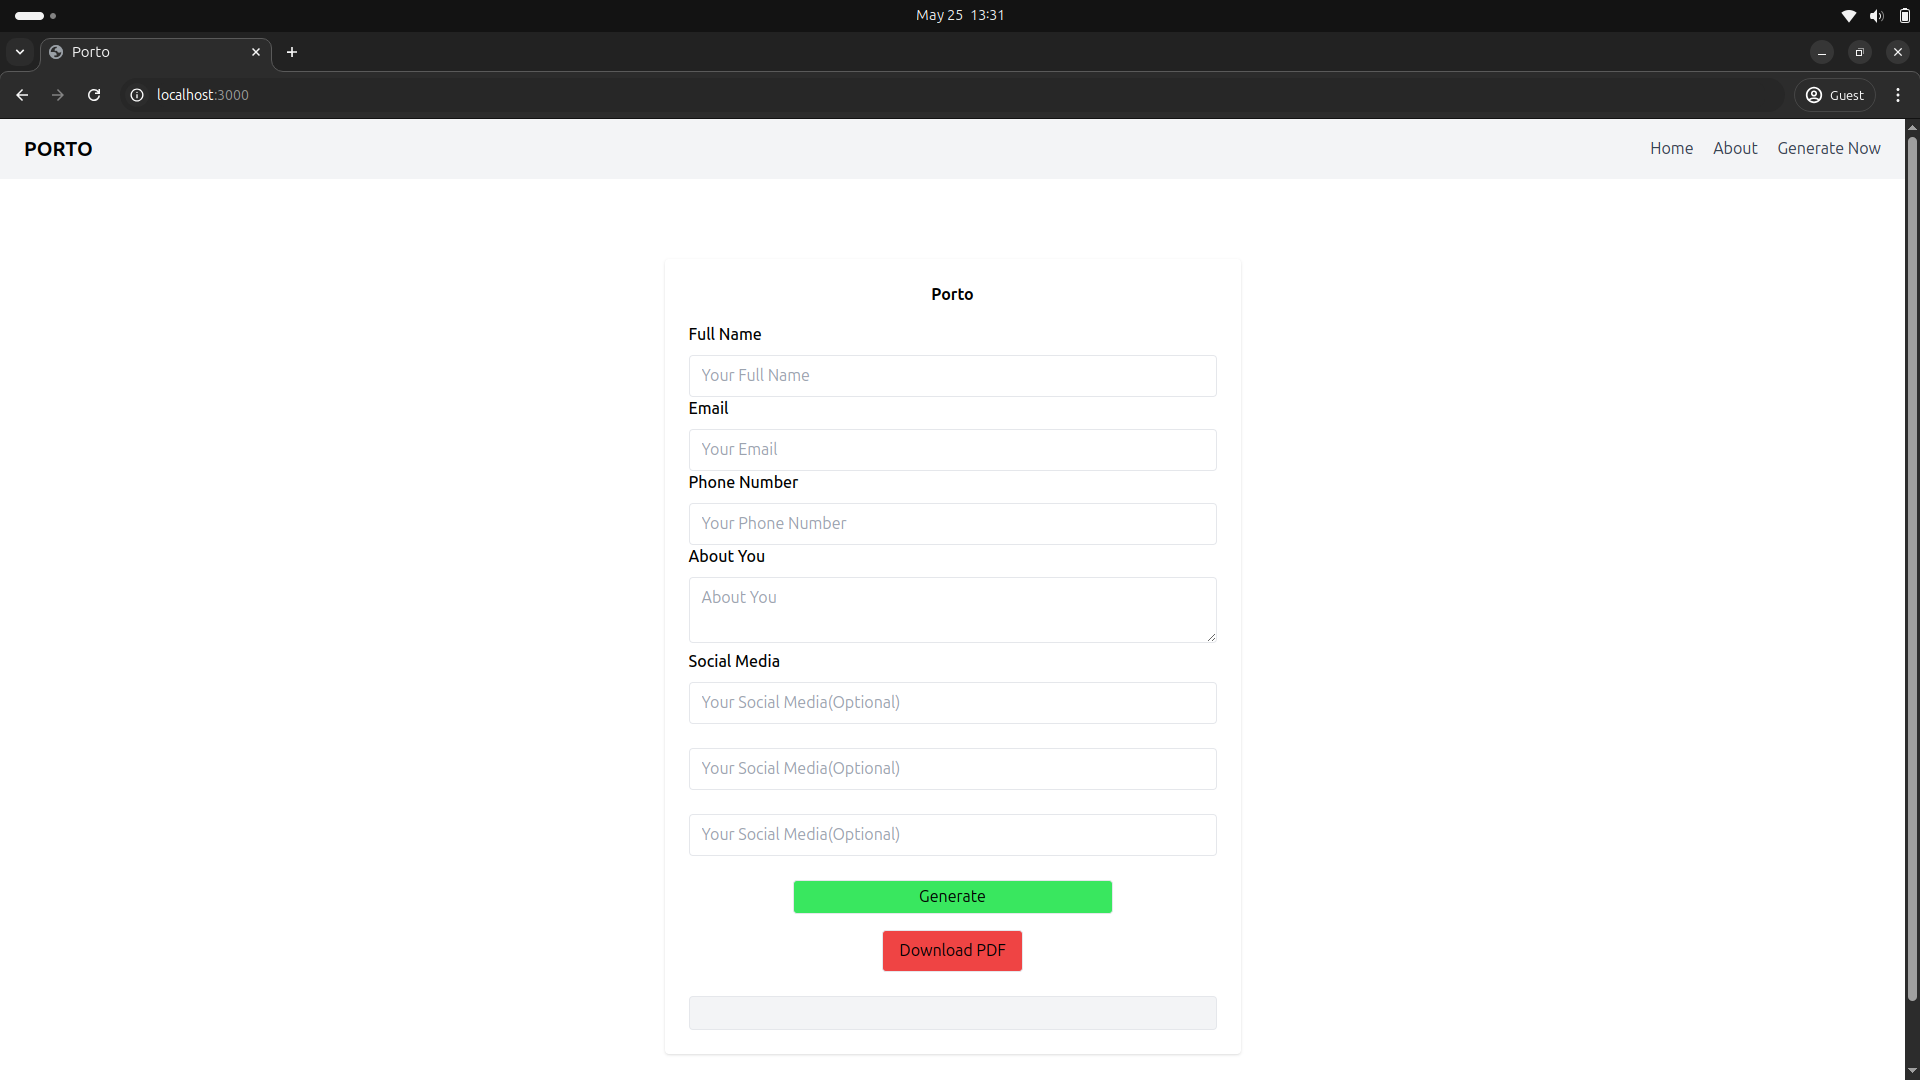 May 25 13:31
Porto
localhost:3000
Guest
PORTO
Home About Generate Now
Porto
Full Name
Your Full Name
Email
Your Email
Phone Number
Your Phone Number
About You
About You
Social Media
Your Social Media(Optional)
Your Social Media(Optional)
Your Social Media(Optional)
Generate
Download PDF